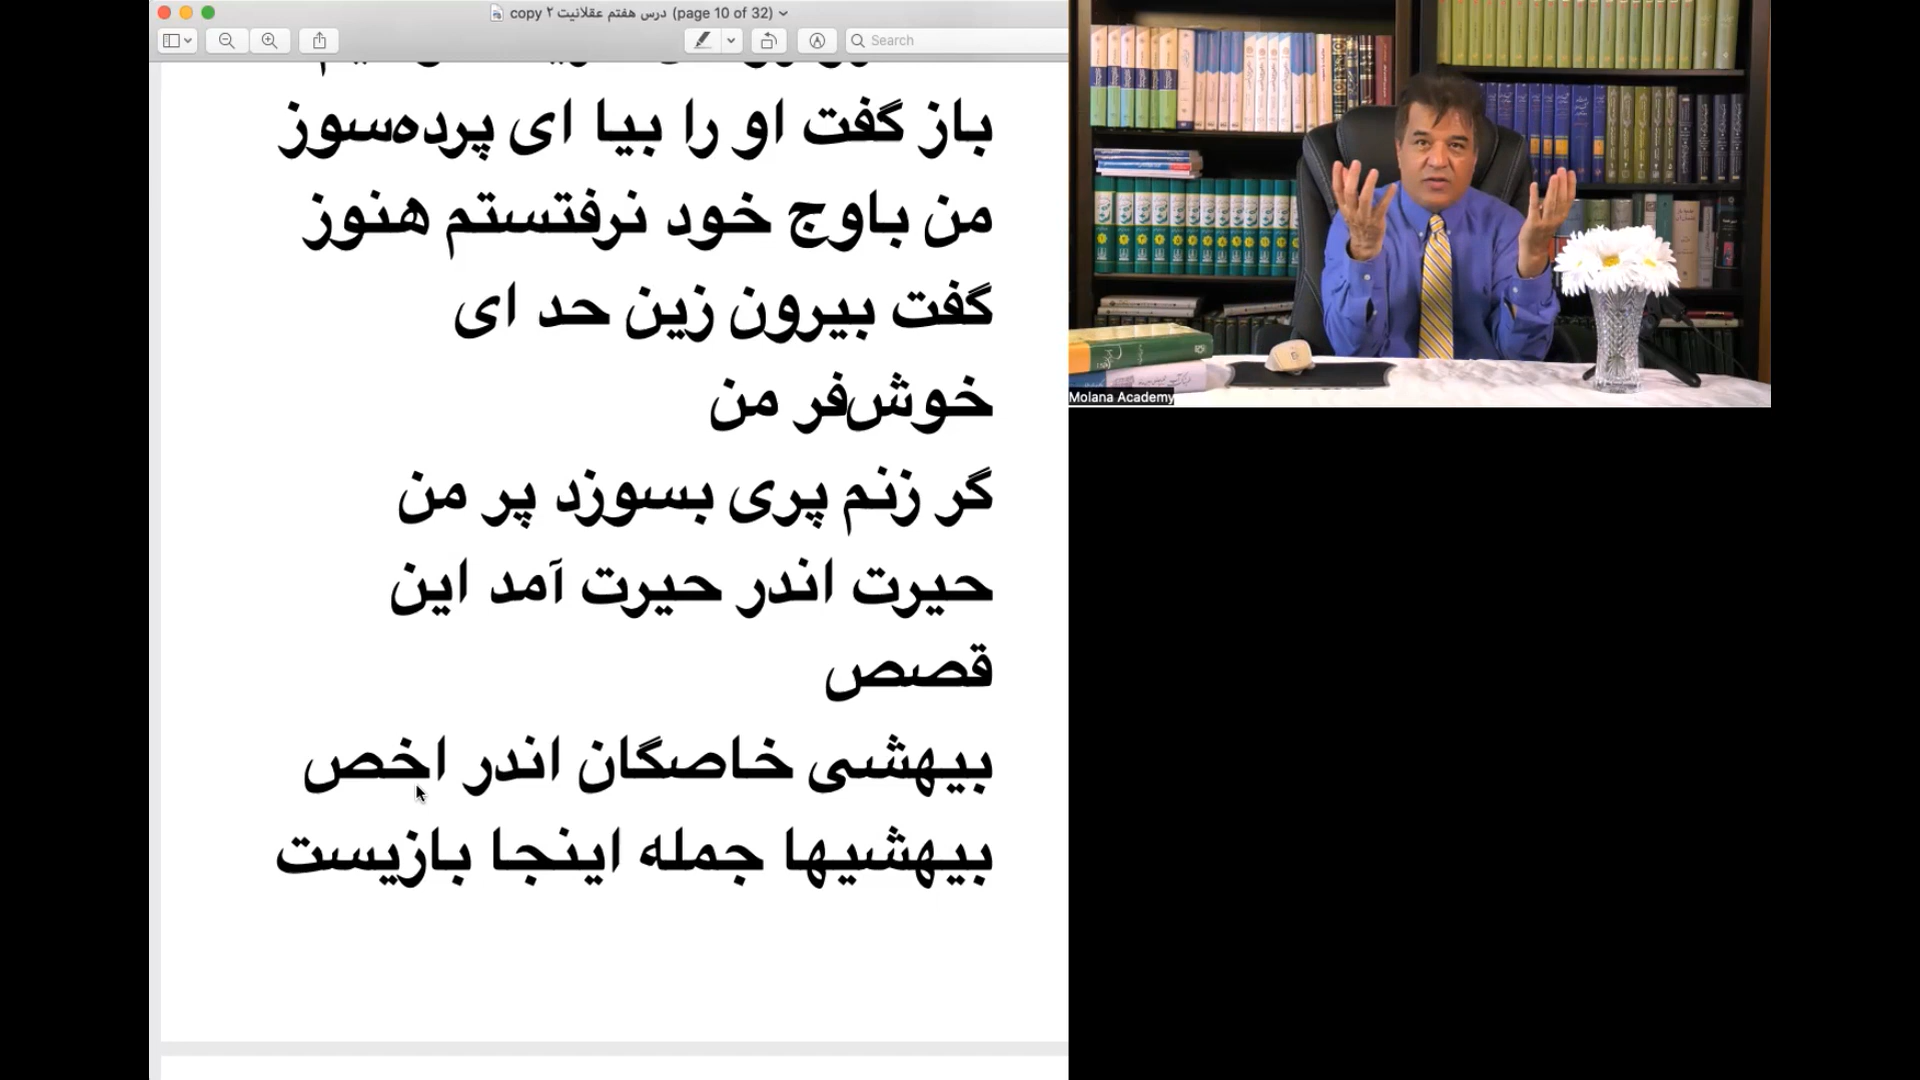 درس هفتم عقلانیت ۲ copy (page 10 of 32)
Search
باز گفت او را بیا ای پرده‌سوز
من باوج خود نرفتستم هنوز
گفت بیرون زین حد ای
خوش‌فر من
گر زنم پری بسوزد پر من
حیرت اندر حیرت آمد این
قصص
بیهشی خاصگان اندر اخص
بیهشیها جمله اینجا بازیست
Molana Academy